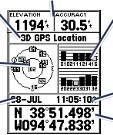 ELEVATION ACCURACY
1194' 30.5'
3D GPS Location
28-JUL 11:05:10
N 38°51.498'
W094°47.838'